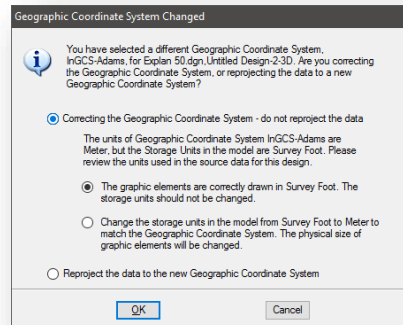 Geographic Coordinate System Changed
You have selected a different Geographic Coordinate System,
InGCS-Adams, for Explan 50.dgn,Untitled Design-2-3D. Are you correcting
the Geographic Coordinate System, or reprojecting the data to a new
Geographic Coordinate System?
Correcting the Geographic Coordinate System - do not reproject the data
The units of Geographic Coordinate System InGCS-Adams are
Meter, but the Storage Units in the model are Survey Foot. Please
review the units used in the source data for this design.
The graphic elements are correctly drawn in Survey Foot. The
storage units should not be changed.
Change the storage units in the model from Survey Foot to Meter to
match the Geographic Coordinate System. The physical size of
graphic elements will be changed.
Reproject the data to the new Geographic Coordinate System
OK Cancel